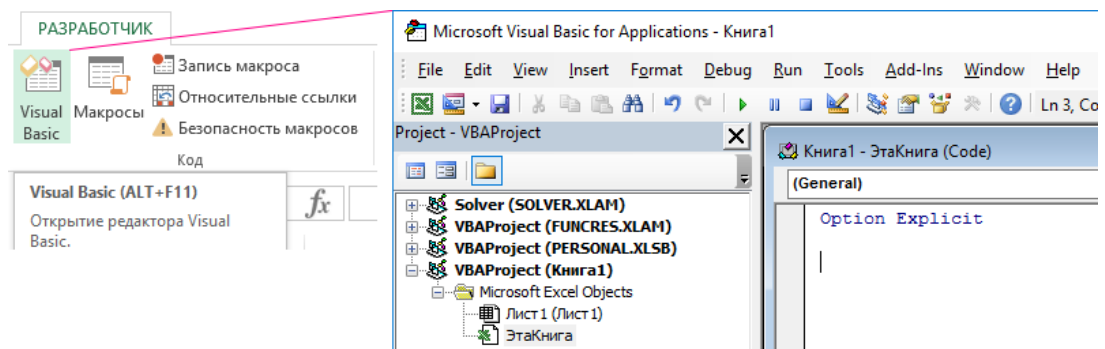 РАЗРАБОТЧИК
Visual Basic
Макросы
Запись макроса
Относительные ссылки
Безопасность макросов
Код
Visual Basic (ALT+F11)
Открытие редактора Visual
Basic.
fx
Microsoft Visual Basic for Applications - Книга1
File Edit View Insert Format Debug Run Tools Add-Ins Window Help
Ln 3, Co
Project - VBAProject
Solver (SOLVER.XLAM)
VBAProject (FUNCRES.XLAM)
VBAProject (PERSONAL.XLSB)
VBAProject (Книга1)
Microsoft Excel Objects
Лист1 (Лист1)
ЭтаКнига
Книга1 - ЭтаКнига (Code)
(General)
Option Explicit